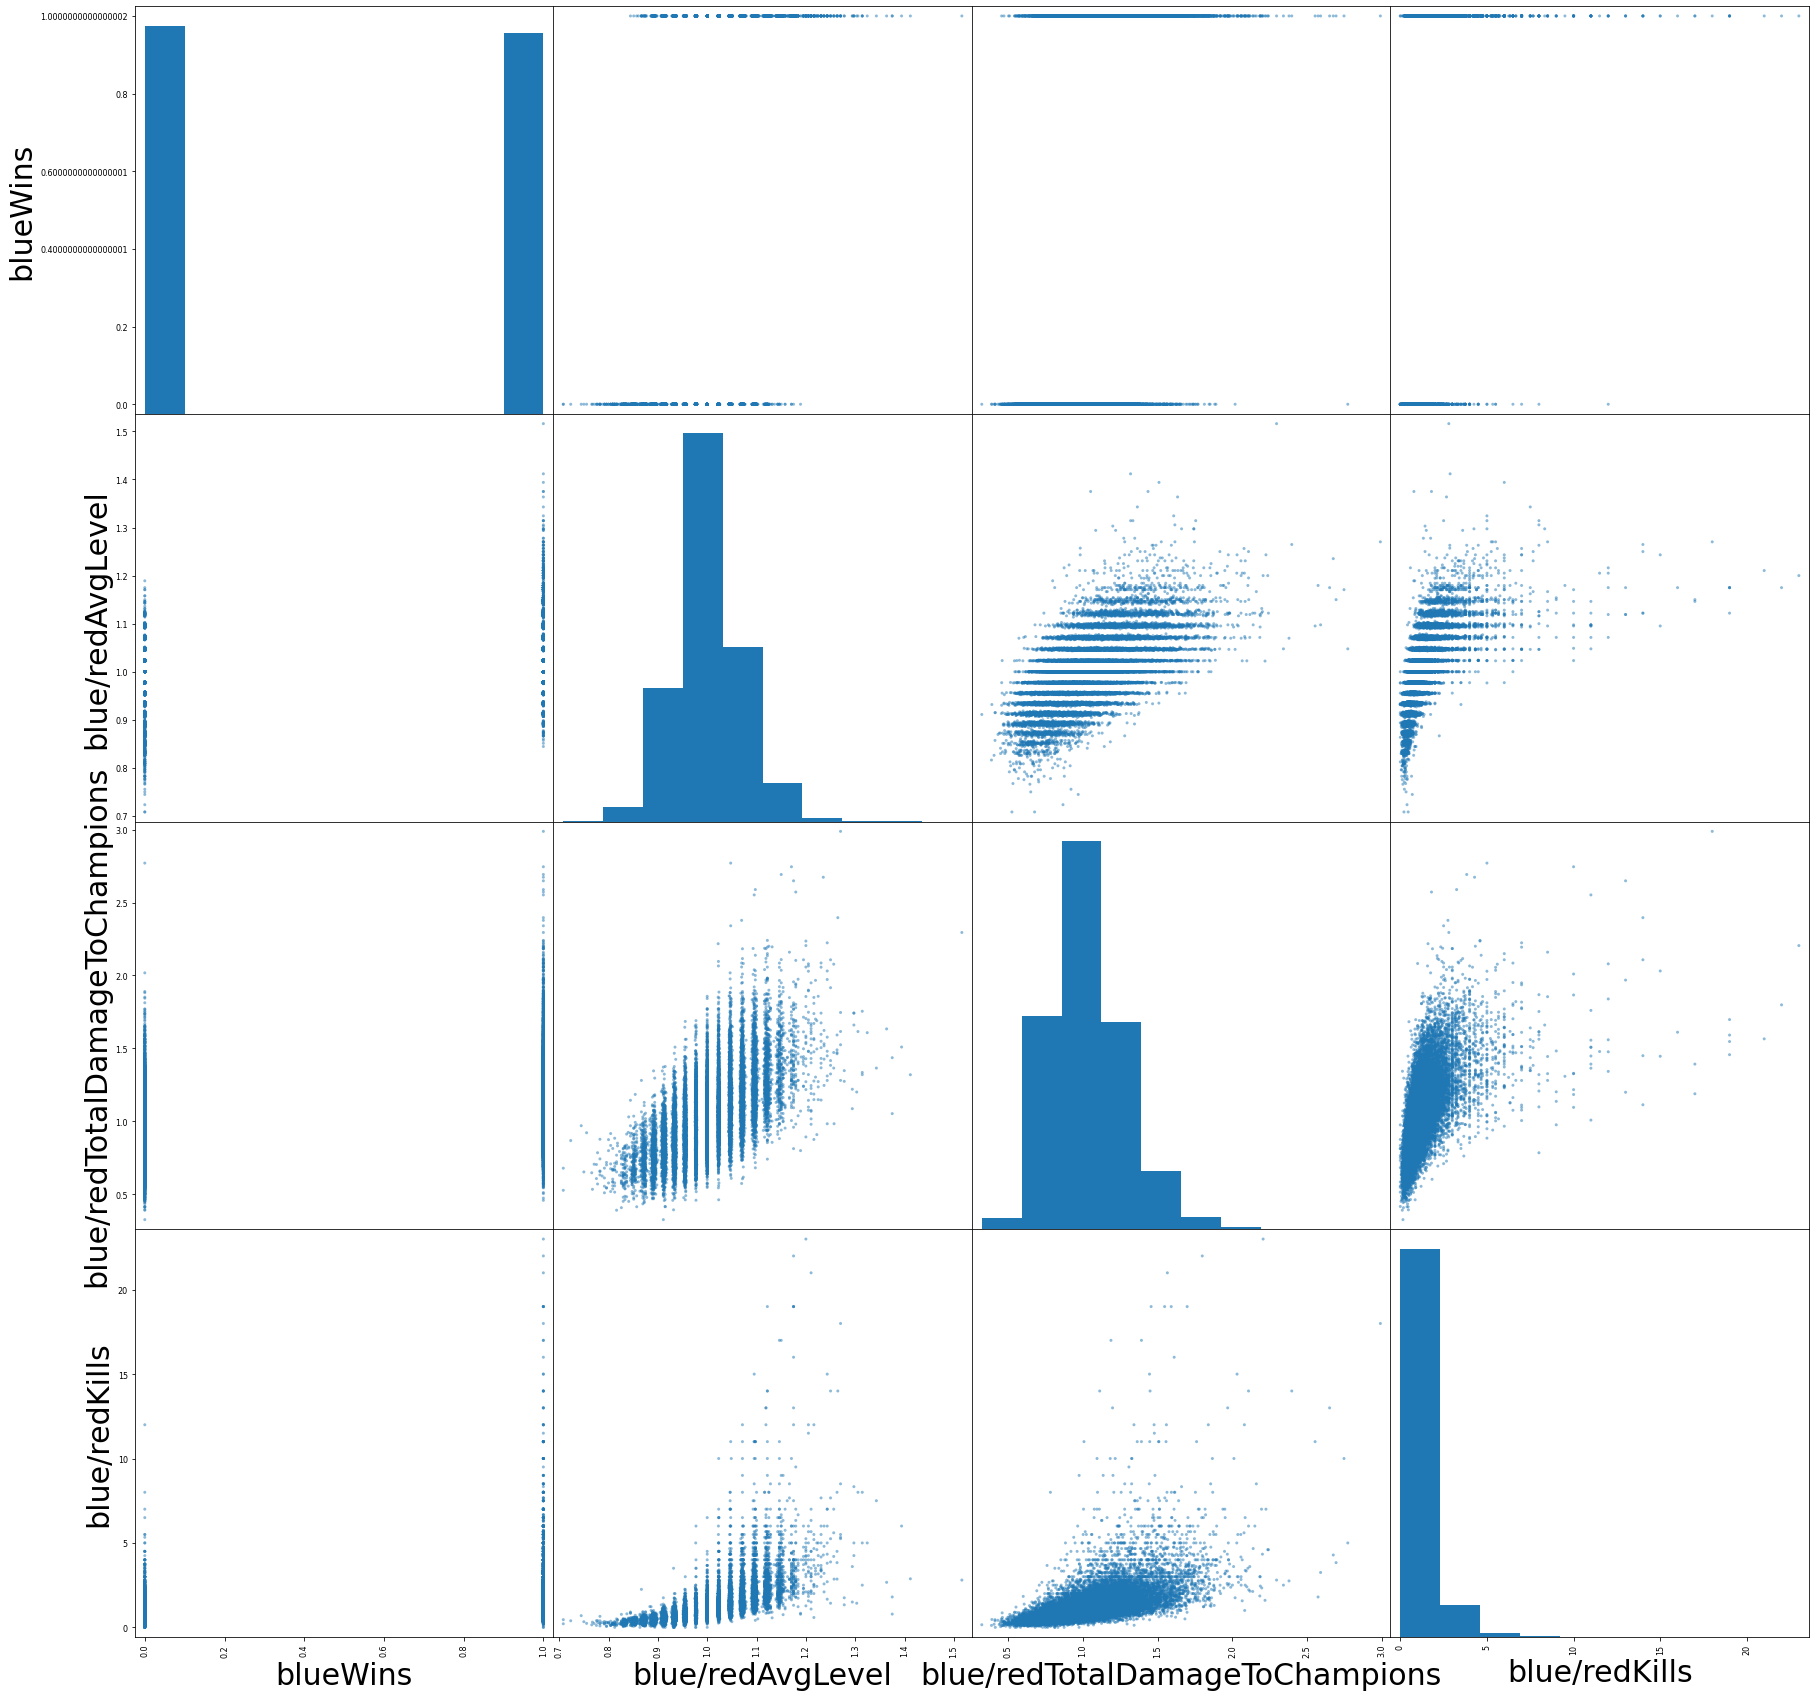 1.0000000000000002
0.8
0.6000000000000001
0.4000000000000001
0.2
0.0
blueWins
1.5
1.4
1.3
1.2
1.1
1.0
0.9
0.8
0.7
blue/redAvgLevel
3.0
2.5
2.0
1.5
1.0
0.5
blue/redTotalDamageToChampions
20
15
10
5
0
blue/redKills
0.0 0.2 0.4 0.6 0.8 1.0
0.7 0.8 0.9 1.0 1.1 1.2 1.3 1.4 1.5
0.5 1.0 1.5 2.0 2.5 3.0
0 5 10 15 20
blueWins
blue/redAvgLevel
blue/redTotalDamageToChampions
blue/redKills